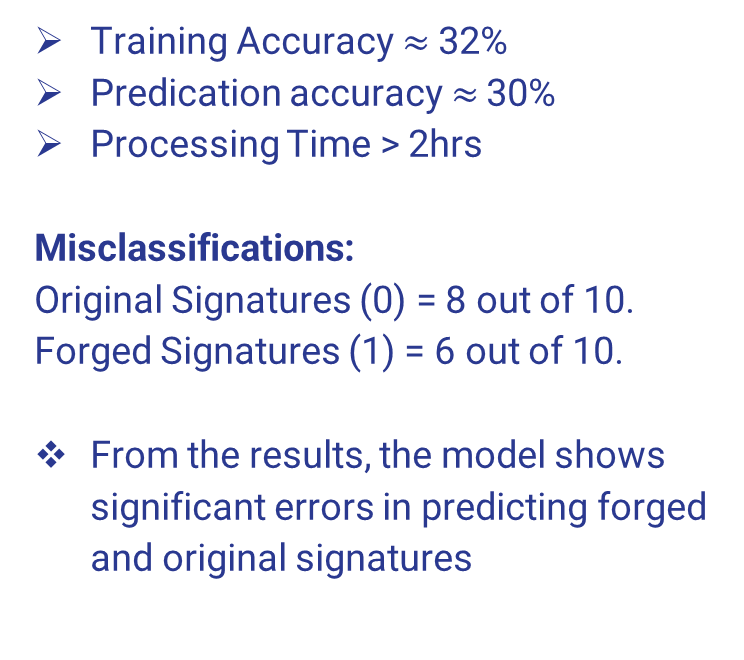 ➢ Training Accuracy ≈ 32%
➢ Predication accuracy ≈ 30%
➢ Processing Time > 2hrs
Misclassifications:
Original Signatures (0) = 8 out of 10.
Forged Signatures (1) = 6 out of 10.
❖ From the results, the model shows
significant errors in predicting forged
and original signatures